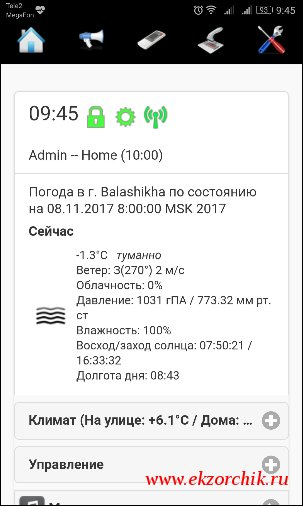 Tele2
MegaFon
93
9:45
09:45
Admin -- Home (10:00)
Погода в г. Balashikha по состоянию
на 08.11.2017 8:00:00 MSK 2017
Сейчас
-1.3°C туманно
Ветер: З(270°) 2 м/с
Облачность: 0%
Давление: 1031 гПА / 773.32 мм рт.
ст
Влажность: 100%
Восход/заход солнца: 07:50:21 /
16:33:32
Долгота дня: 08:43
Климат (На улице: +6.1°C / Дома: ...
Управление
www.ekzorchik.ru